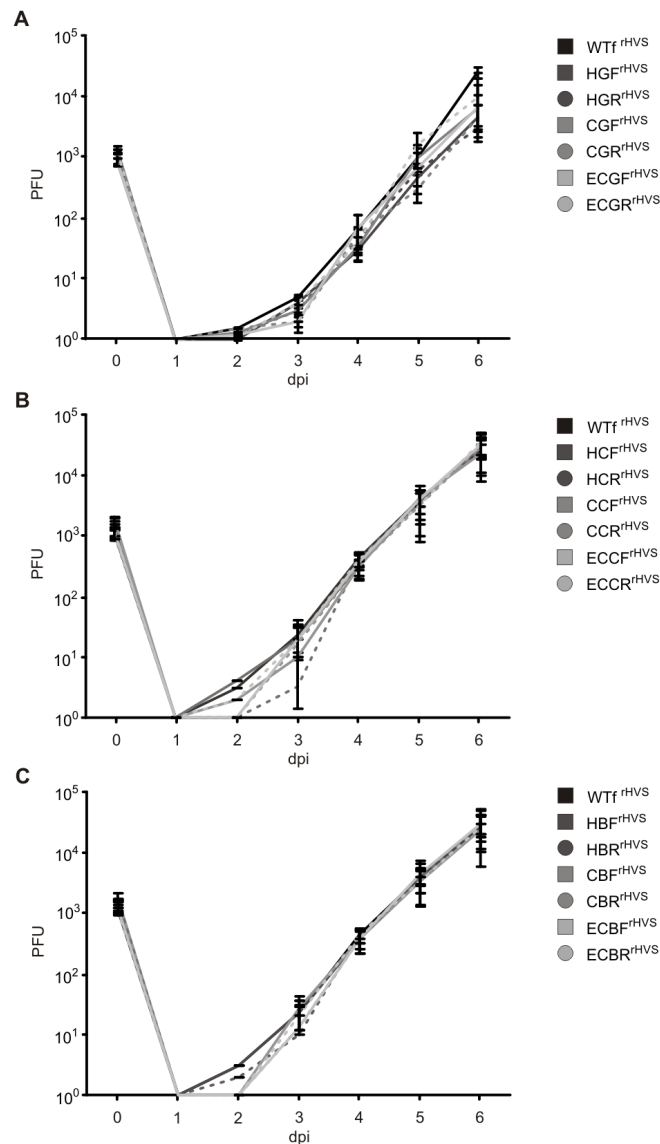 A
10^5
10^4
10^3
10^2
10^1
10^0
PFU
0 1 2 3 4 5 6
dpi
WTf rHVS
HGF^rHVS
HGR^rHVS
CGF^rHVS
CGR^rHVS
ECGF^rHVS
ECGR^rHVS
B
10^5
10^4
10^3
10^2
10^1
10^0
PFU
0 1 2 3 4 5 6
dpi
WTf rHVS
HCF^rHVS
HCR^rHVS
CCF^rHVS
CCR^rHVS
ECCF^rHVS
ECCR^rHVS
C
10^5
10^4
10^3
10^2
10^1
10^0
PFU
0 1 2 3 4 5 6
dpi
WTf rHVS
HBF^rHVS
HBR^rHVS
CBF^rHVS
CBR^rHVS
ECBF^rHVS
ECBR^rHVS